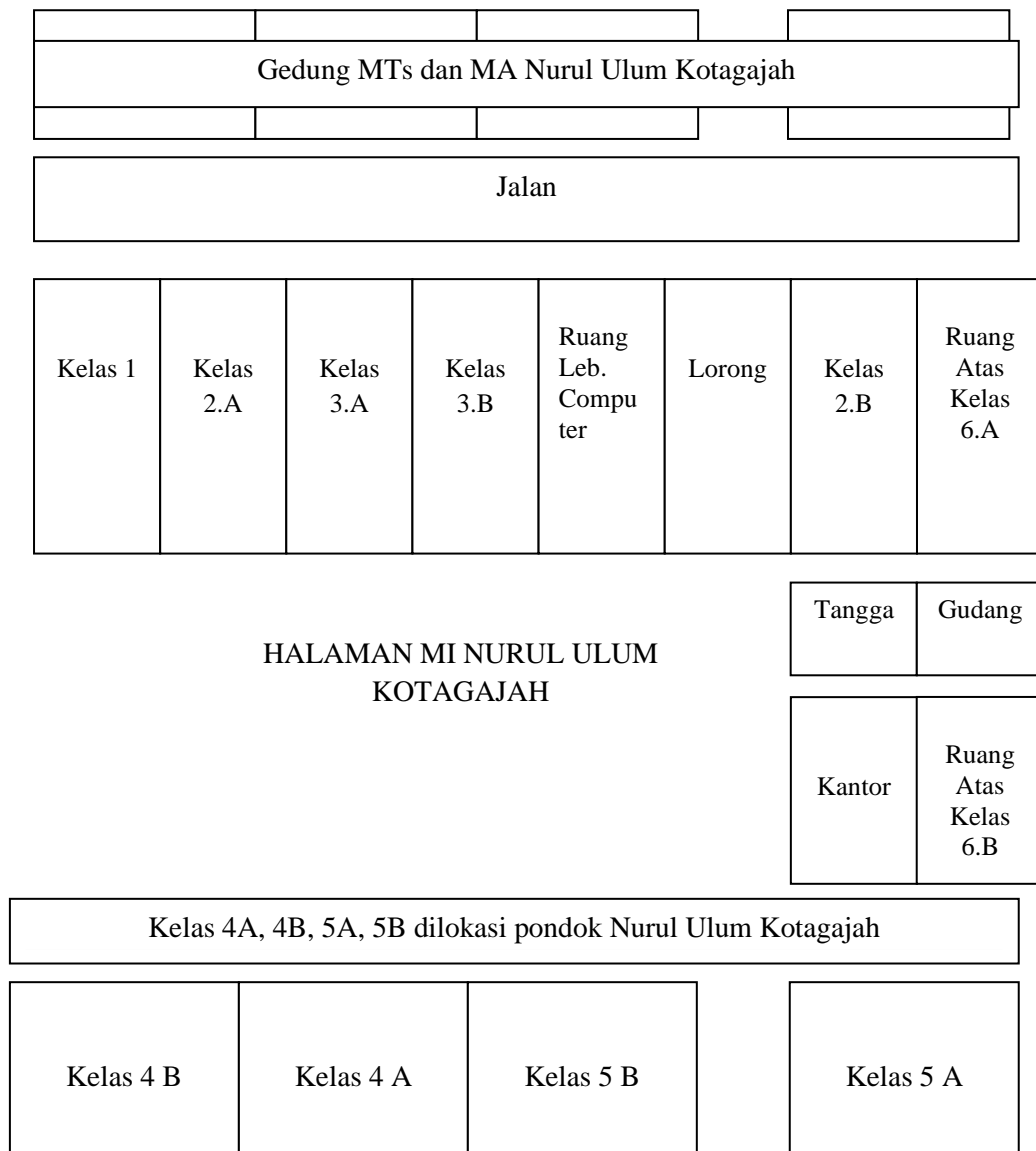 Gedung MTs dan MA Nurul Ulum Kotagajah
Jalan
Kelas 1
Kelas
2.A
Kelas
3.A
Kelas
3.B
Ruang
Leb.
Compu
ter
Lorong
Kelas
2.B
Ruang
Atas
Kelas
6.A
Tangga
Gudang
HALAMAN MI NURUL ULUM
KOTAGAJAH
Kantor
Ruang
Atas
Kelas
6.B
Kelas 4A, 4B, 5A, 5B dilokasi pondok Nurul Ulum Kotagajah
Kelas 4 B
Kelas 4 A
Kelas 5 B
Kelas 5 A